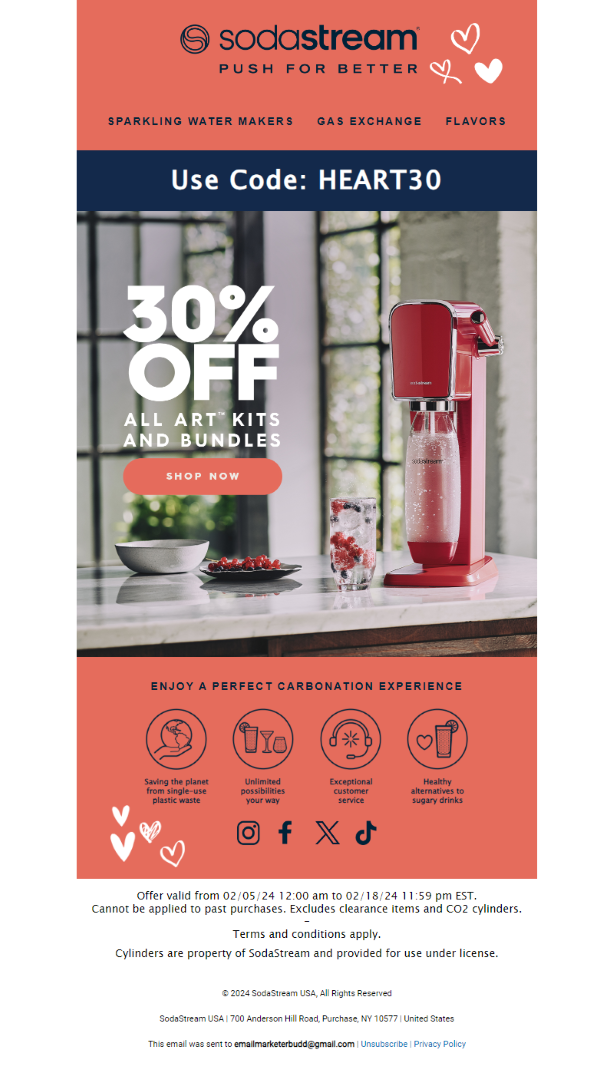 sodastream
PUSH FOR BETTER
SPARKLING WATER MAKERS GAS EXCHANGE FLAVORS
Use Code: HEART30
30%
OFF
ALL ART™ KITS
AND BUNDLES
SHOP NOW
sodastream
sodastream
ENJOY A PERFECT CARBONATION EXPERIENCE
Saving the planet
from single-use
plastic waste
Unlimited
possibilities
your way
Exceptional
customer
service
Healthy
alternatives to
sugary drinks
Offer valid from 02/05/24 12:00 am to 02/18/24 11:59 pm EST.
Cannot be applied to past purchases. Excludes clearance items and CO2 cylinders.
–
Terms and conditions apply.
Cylinders are property of SodaStream and provided for use under license.
© 2024 SodaStream USA, All Rights Reserved
SodaStream USA | 700 Anderson Hill Road, Purchase, NY 10577 | United States
This email was sent to emailmarketerbudd@gmail.com | Unsubscribe | Privacy Policy